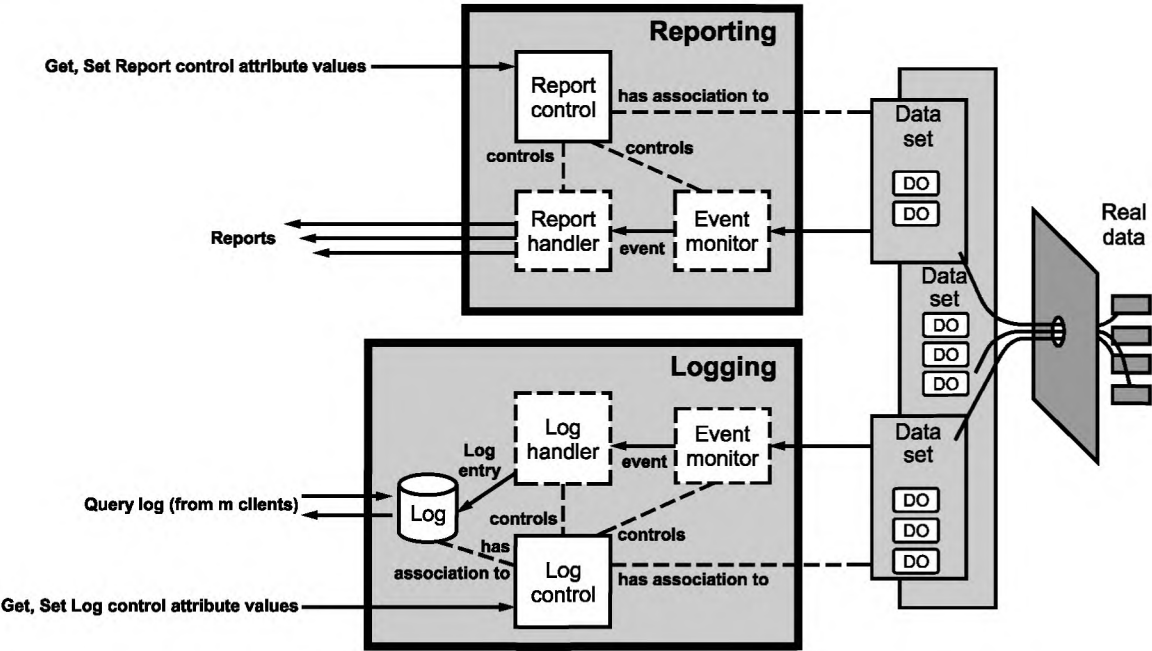 Reporting
Get, Set Report control attribute values
Report
control
has association to
controls
controls
Report
handler
event
Event
monitor
Reports
Data
set
DO
DO
Data
set
DO
DO
DO
Real
data
Logging
Log
handler
event
Event
monitor
Log
entry
Query log (from m clients)
Log
controls
controls
has
association to
Log
control
has association to
Get, Set Log control attribute values
Data
set
DO
DO
DO